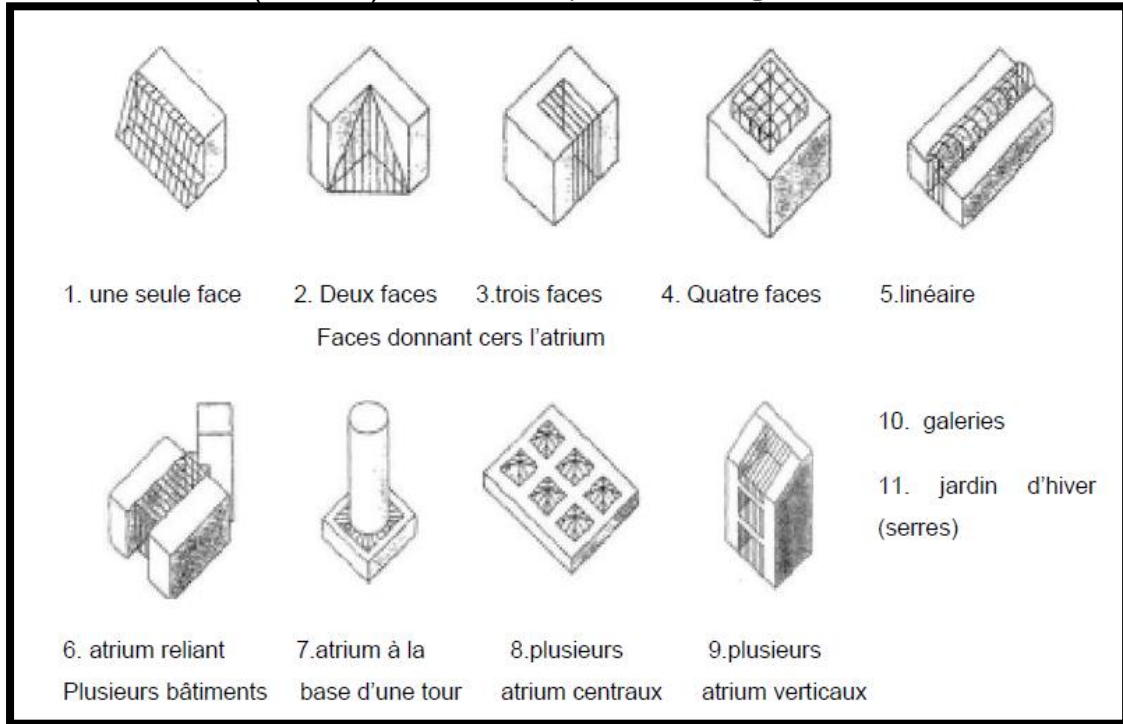 1. une seule face 2. Deux faces 3.trois faces 4. Quatre faces 5.linéaire
Faces donnant cers l'atrium
10. galeries
11. jardin d'hiver
(serres)
6. atrium reliant 7.atrium à la 8.plusieurs 9.plusieurs
Plusieurs bâtiments base d'une tour atrium centraux atrium verticaux